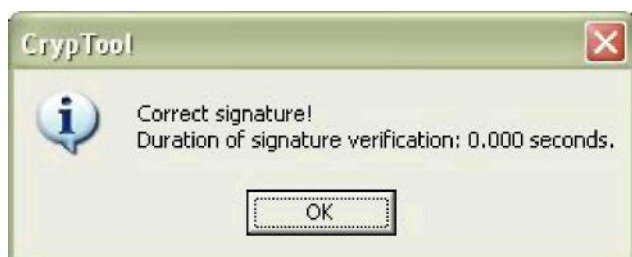 CrypTool
Correct signature!
Duration of signature verification: 0.000 seconds.
OK